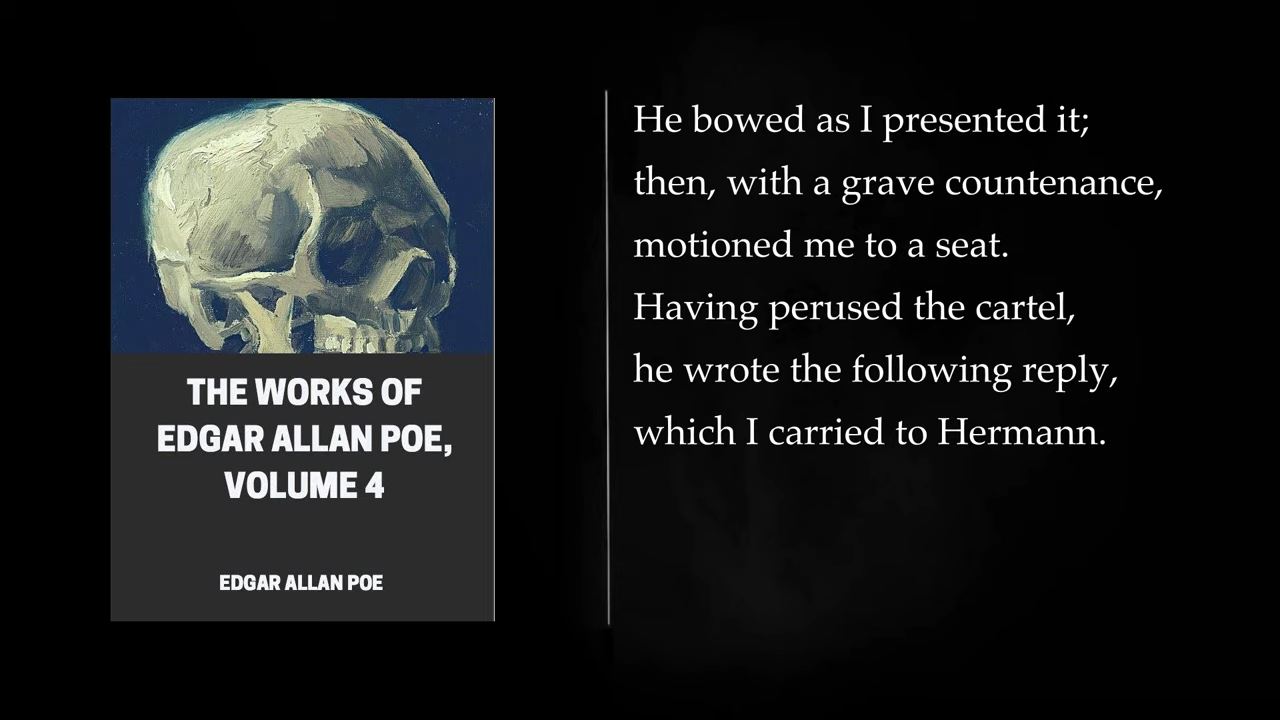 THE WORKS OF
EDGAR ALLAN POE,
VOLUME 4
EDGAR ALLAN POE
He bowed as I presented it;
then, with a grave countenance,
motioned me to a seat.
Having perused the cartel,
he wrote the following reply,
which I carried to Hermann.